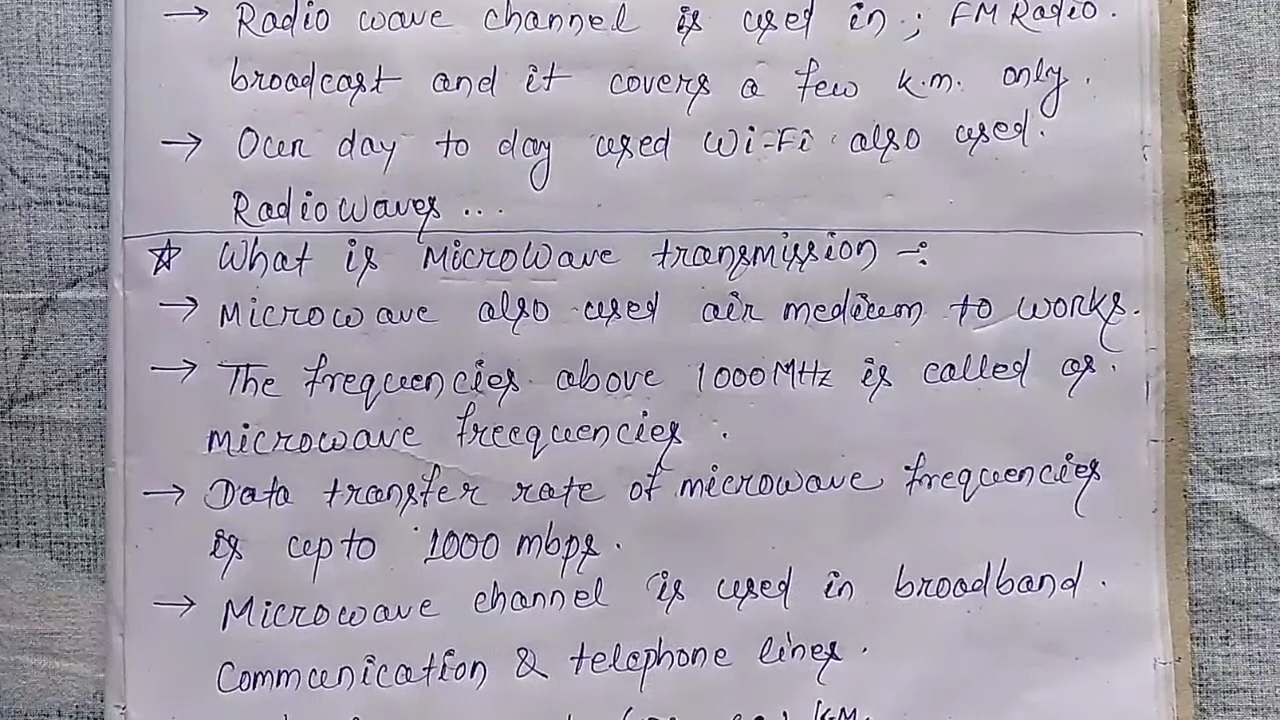 → Radio wave channel is used in ; FM Radio.
broadcast and it covers a few k.m. only.
→ Our day to day used Wi-Fi also used.
Radiowaves ...
☆ What is MicroWave transmission -:
→ Microwave also used air medium to works.
→ The frequencies above 1000MHz is called as.
microwave freequencies .
→ Data transfer rate of microwave frequencies
is upto 1000 mbps.
→ Microwave channel is used in broadband.
Communication & telephone lines.
K.M.